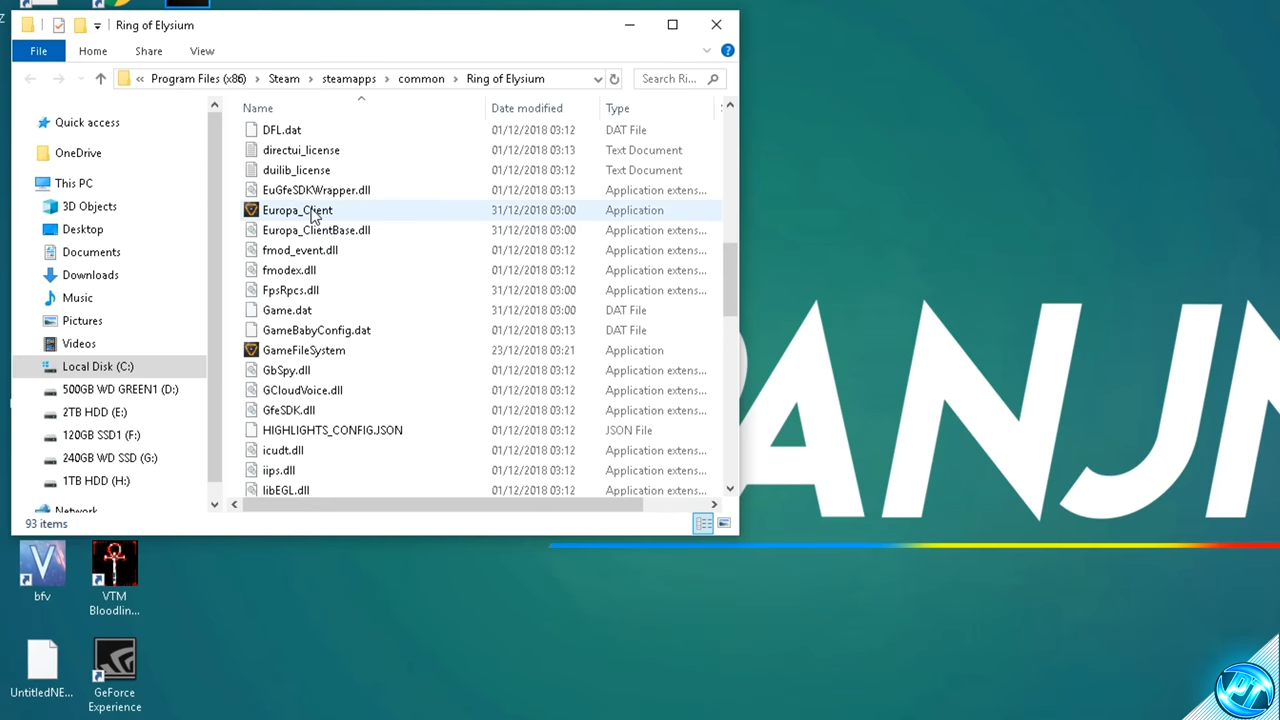 Z
Ring of Elysium
File Home Share View
« Program Files (x86) > Steam > steamapps > common > Ring of Elysium
Search Ri...
Quick access
OneDrive
This PC
3D Objects
Desktop
Documents
Downloads
Music
Pictures
Videos
Local Disk (C:)
500GB WD GREEN1 (D:)
2TB HDD (E:)
120GB SSD1 (F:)
240GB WD SSD (G:)
1TB HDD (H:)
Network
Name Date modified Type
DFL.dat 01/12/2018 03:12 DAT File
directui_license 01/12/2018 03:13 Text Document
duilib_license 01/12/2018 03:12 Text Document
EuGfeSDKWrapper.dll 01/12/2018 03:13 Application extens...
Europa_Client 31/12/2018 03:00 Application
Europa_ClientBase.dll 31/12/2018 03:00 Application extens...
fmod_event.dll 01/12/2018 03:12 Application extens...
fmodex.dll 01/12/2018 03:12 Application extens...
FpsRpcs.dll 31/12/2018 03:00 Application extens...
Game.dat 31/12/2018 03:00 DAT File
GameBabyConfig.dat 01/12/2018 03:13 DAT File
GameFileSystem 23/12/2018 03:21 Application
GbSpy.dll 01/12/2018 03:12 Application extens...
GCloudVoice.dll 01/12/2018 03:12 Application extens...
GfeSDK.dll 01/12/2018 03:12 Application extens...
HIGHLIGHTS_CONFIG.JSON 01/12/2018 03:12 JSON File
icudt.dll 01/12/2018 03:12 Application extens...
iips.dll 01/12/2018 03:12 Application extens...
libEGL.dll 01/12/2018 03:12 Application extens...
93 items
bfv
VTM
Bloodlin...
UntitledNE...
GeForce
Experience
ANJ
PT